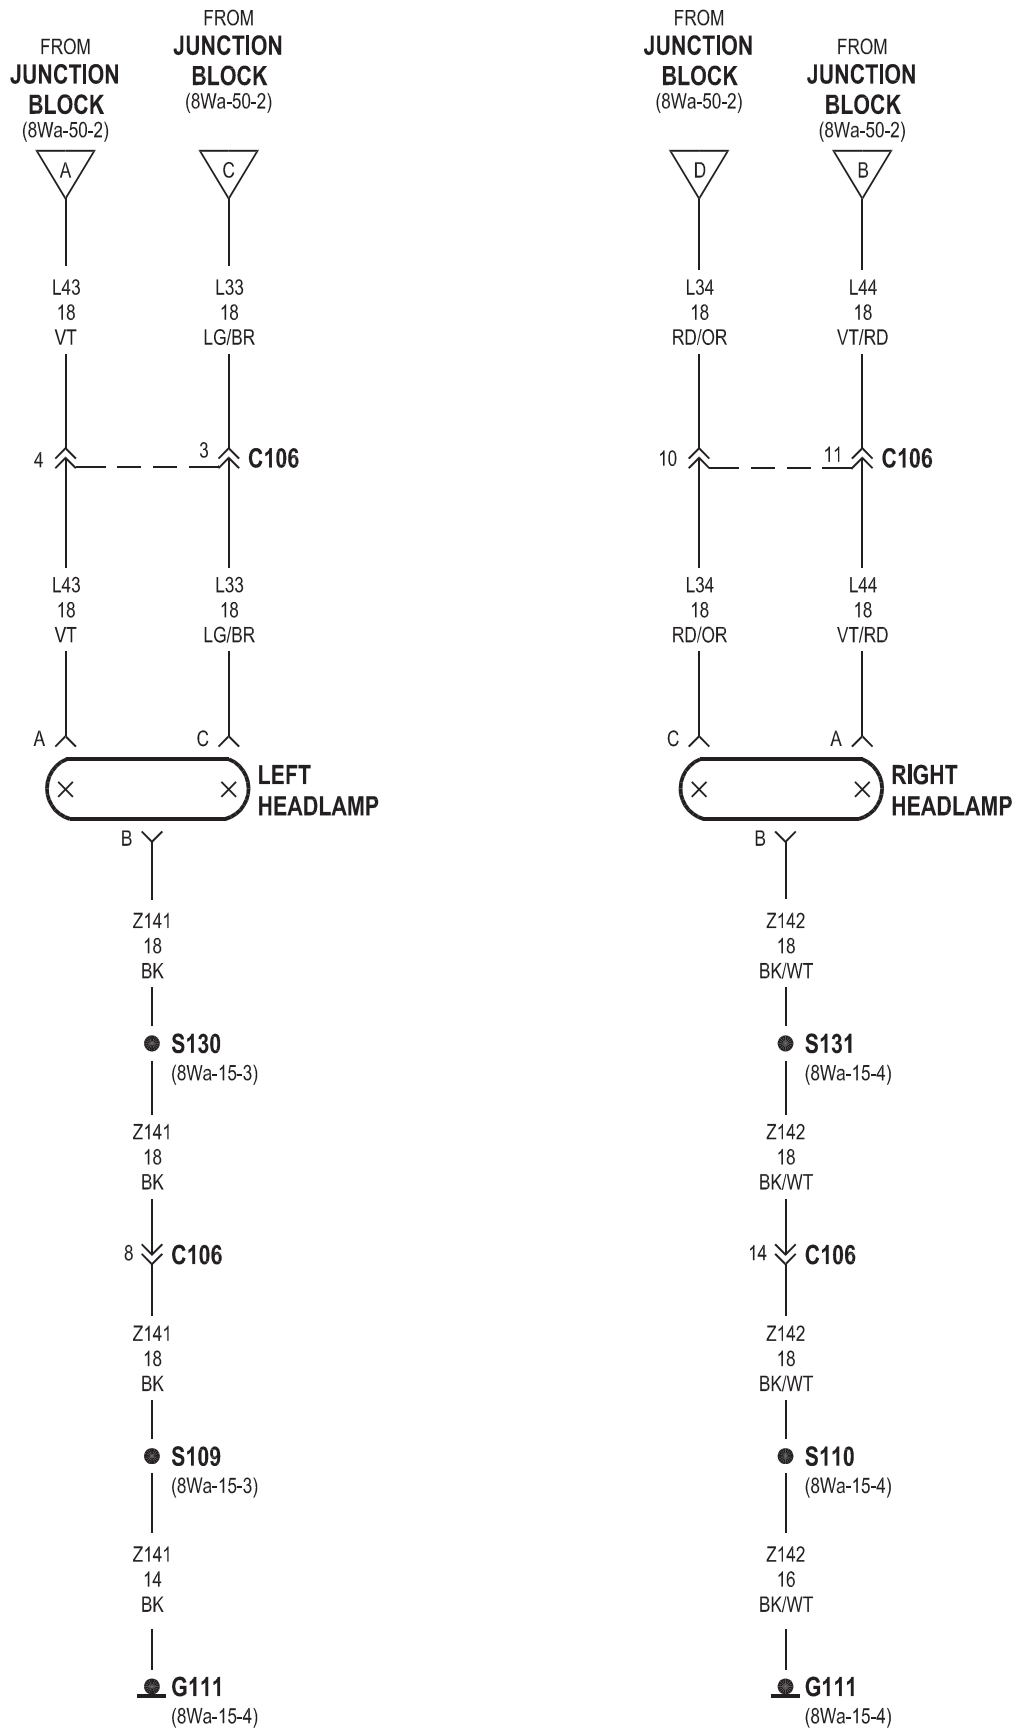 FROM
JUNCTION
BLOCK
(8Wa-50-2)
A
FROM
JUNCTION
BLOCK
(8Wa-50-2)
C
FROM
JUNCTION
BLOCK
(8Wa-50-2)
D
FROM
JUNCTION
BLOCK
(8Wa-50-2)
B
L43
18
VT
L33
18
LG/BR
L34
18
RD/OR
L44
18
VT/RD
4
3
C106
10
11
C106
L43
18
VT
L33
18
LG/BR
L34
18
RD/OR
L44
18
VT/RD
A
C
C
A
LEFT
HEADLAMP
RIGHT
HEADLAMP
B
B
Z141
18
BK
Z142
18
BK/WT
S130
(8Wa-15-3)
S131
(8Wa-15-4)
Z141
18
BK
Z142
18
BK/WT
8
C106
14
C106
Z141
18
BK
Z142
18
BK/WT
S109
(8Wa-15-3)
S110
(8Wa-15-4)
Z141
14
BK
Z142
16
BK/WT
G111
(8Wa-15-4)
G111
(8Wa-15-4)